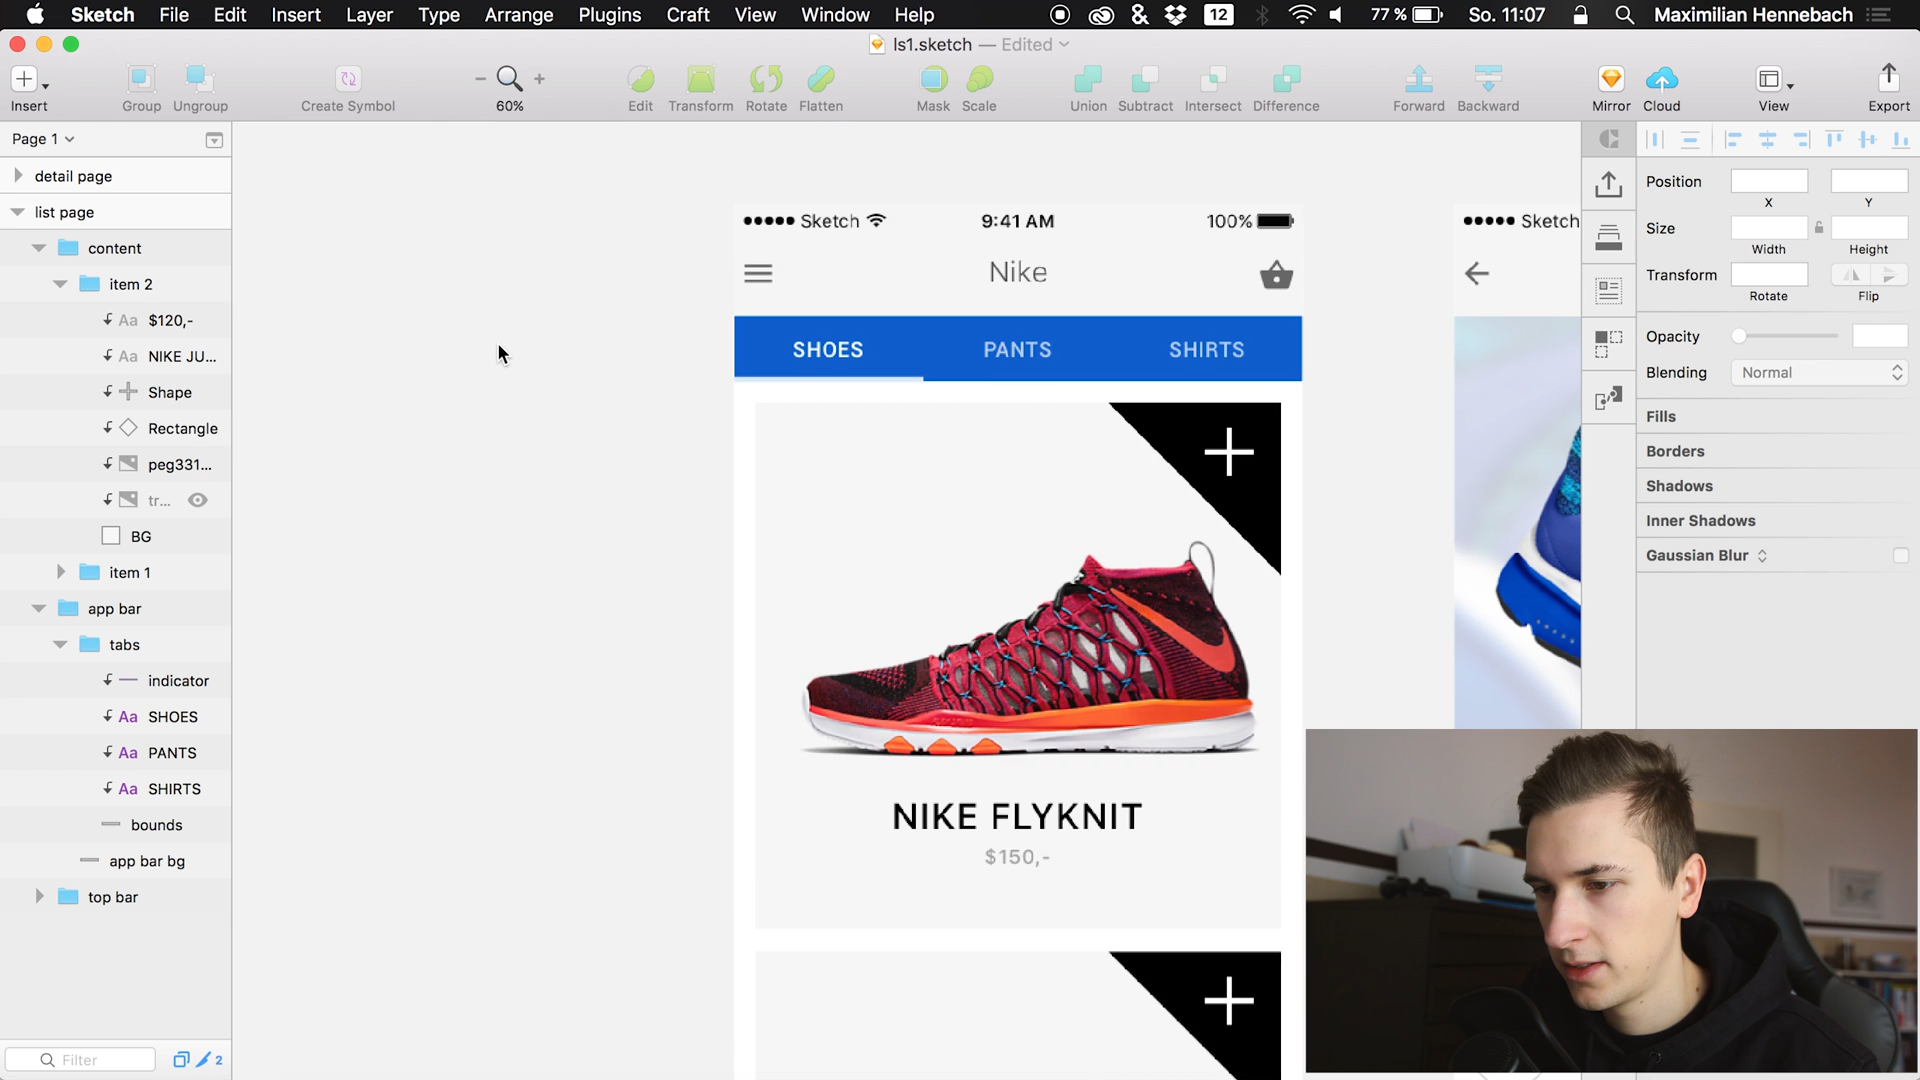 Sketch File Edit Insert Layer Type Arrange Plugins Craft View Window Help 12 77 % So. 11:07 Maximilian Hennebach
ls1.sketch — Edited
Insert Group Ungroup Create Symbol 60% Edit Transform Rotate Flatten Mask Scale Union Subtract Intersect Difference Forward Backward Mirror Cloud View Export
Page 1
detail page
list page
content
item 2
Aa $120,-
Aa NIKE JU...
Shape
Rectangle
peg331...
tr...
BG
item 1
app bar
tabs
indicator
Aa SHOES
Aa PANTS
Aa SHIRTS
bounds
app bar bg
top bar
Filter
2
Sketch 9:41 AM 100%
Nike
SHOES PANTS SHIRTS
NIKE FLYKNIT
$150,-
Sketch
Position
X Y
Size
Width Height
Transform
Rotate Flip
Opacity
Blending Normal
Fills
Borders
Shadows
Inner Shadows
Gaussian Blur